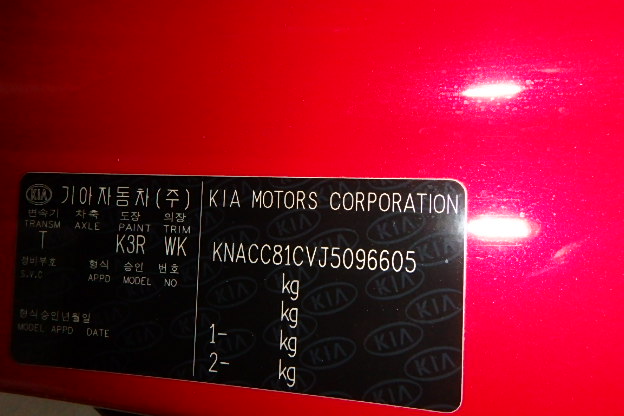 KIA 기아자동차(주)
변속기 차축 도장 의장
TRANSM AXLE PAINT TRIM
T K3R WK
정비부호 형식 승인 번호
S.V.C APPD MODEL NO
형식승인년월일
MODEL APPD DATE
KIA MOTORS CORPORATION
KNACC81CVJ5096605
kg
kg
1- kg
2- kg